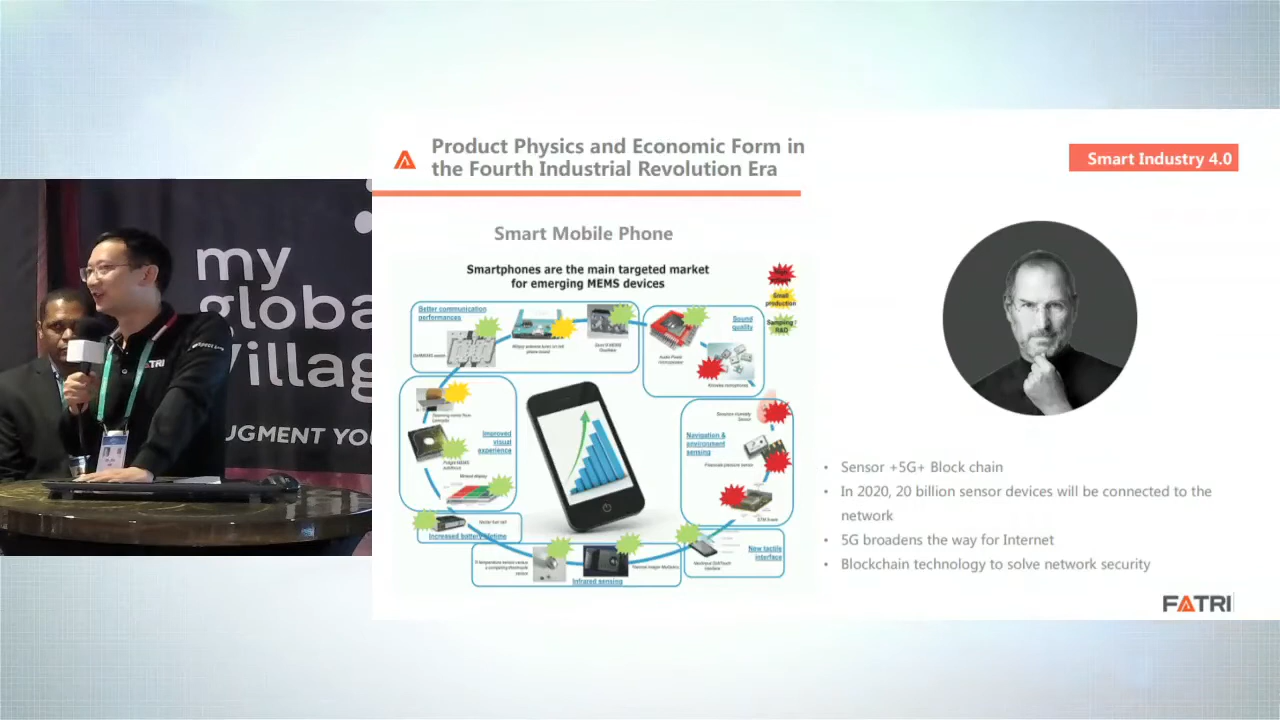 Product Physics and Economic Form in
the Fourth Industrial Revolution Era
Smart Industry 4.0
Smart Mobile Phone
Smartphones are the main targeted market
for emerging MEMS devices
Small
production
Sampling /
R&D
Better communication
performances
Sound
quality
Improved
visual
experience
Navigation &
environment
sensing
Increased battery lifetime
Infrared sensing
New tactile
interface
my
globa
villag
UGMENT YO
FATRI
• Sensor +5G+ Block chain
• In 2020, 20 billion sensor devices will be connected to the
network
• 5G broadens the way for Internet
• Blockchain technology to solve network security
FATRI